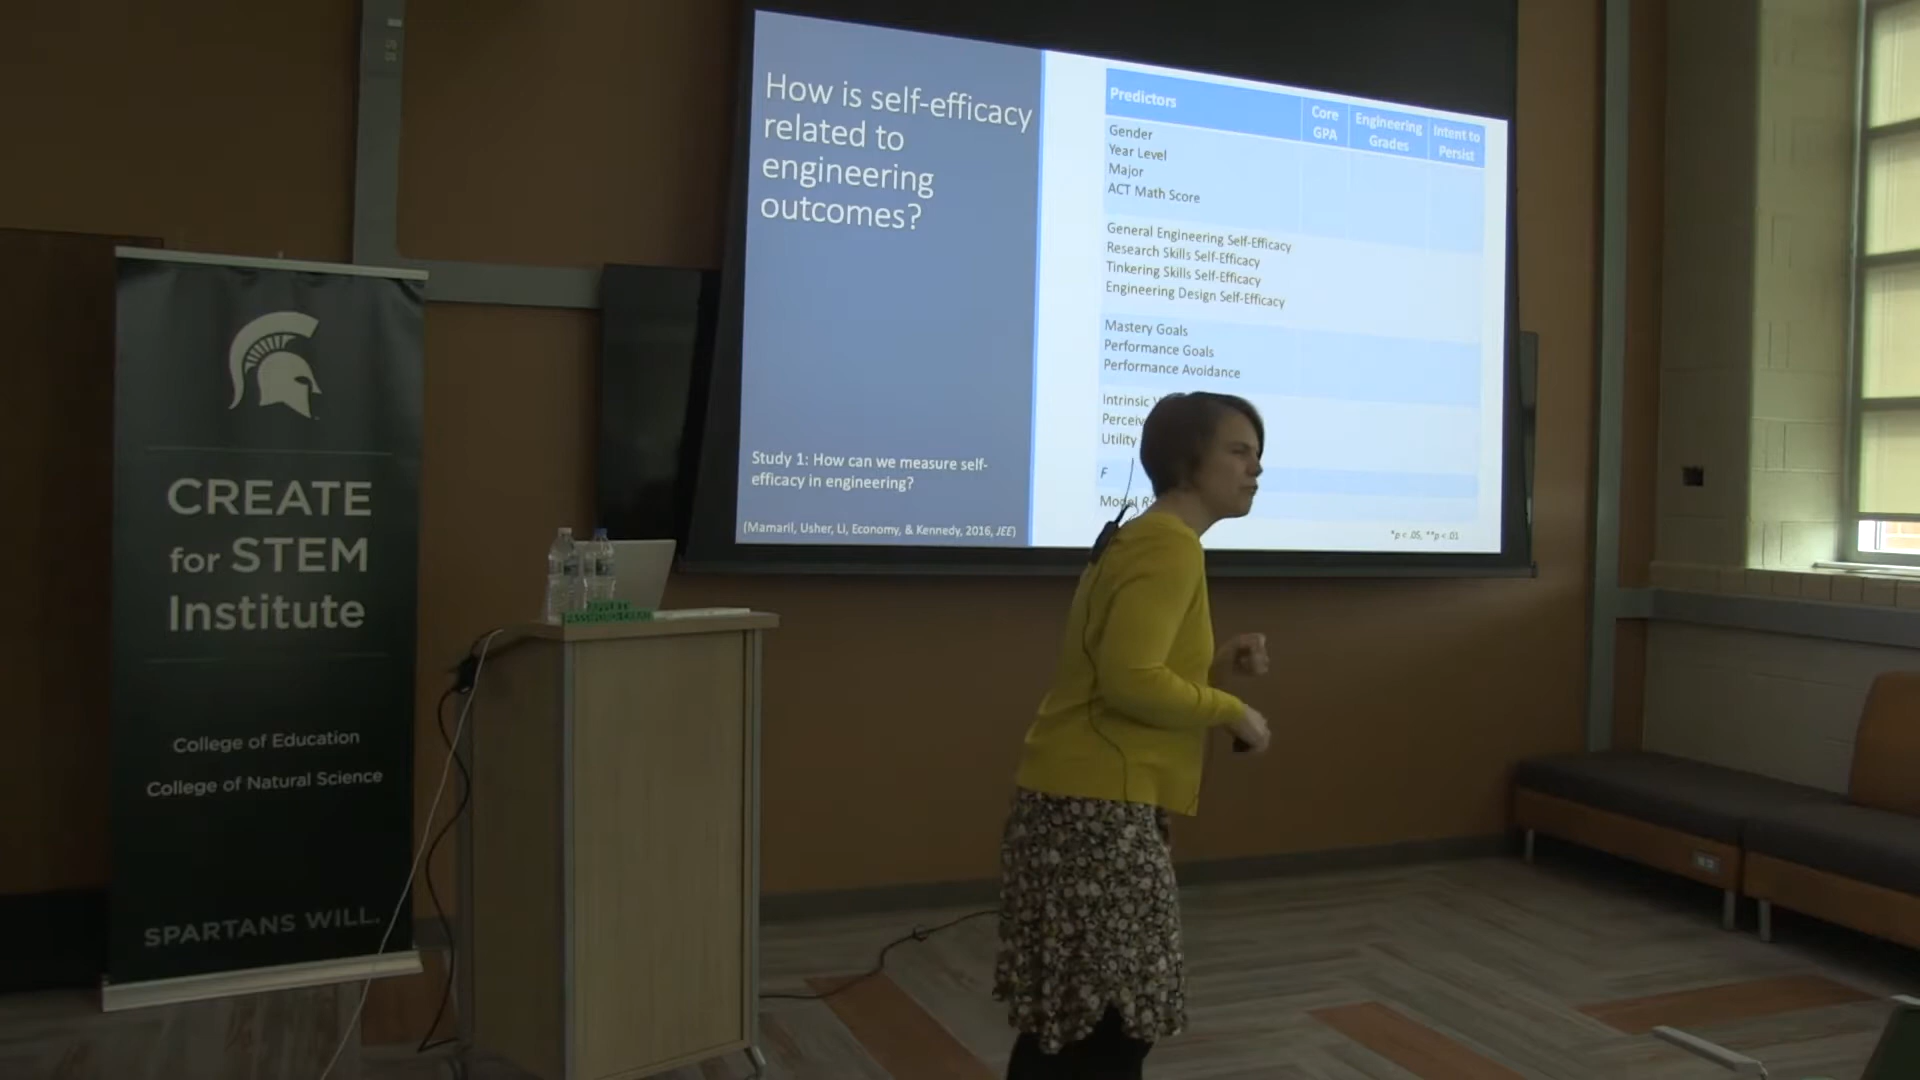 How is self-efficacy
related to
engineering
outcomes?
Study 1: How can we measure self-
efficacy in engineering?
(Mamaril, Usher, Li, Economy, & Kennedy, 2016, JEE)
Predictors
Core
GPA
Engineering
Grades
Intent to
Persist
Gender
Year Level
Major
ACT Math Score
General Engineering Self-Efficacy
Research Skills Self-Efficacy
Tinkering Skills Self-Efficacy
Engineering Design Self-Efficacy
Mastery Goals
Performance Goals
Performance Avoidance
Intrinsic
Utility
F
Model R²
*p < .05, **p < .01
CREATE
for STEM
Institute
College of Education
College of Natural Science
SPARTANS WILL.